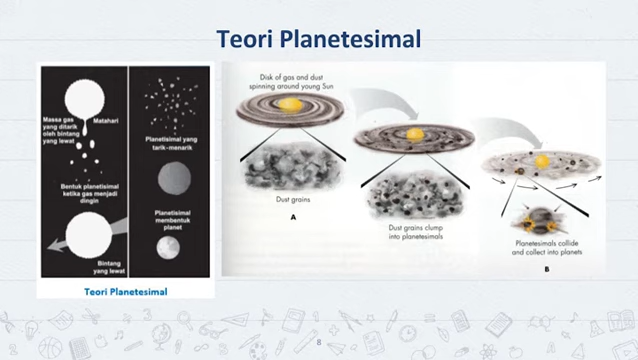 Teori Planetesimal
Massa gas
yang ditarik
oleh bintang
yang lewat
Matahari
Bentuk planetisimal
ketika gas menjadi
dingin
Bintang
yang lewat
Planetisimal yang
tarik-menarik
Planetisimal
membentuk
planet
Teori Planetesimal
Disk of gas and dust
spinning around young Sun
Dust grains
A
Dust grains clump
into planetesimals
Planetesimals collide
and collect into planets
B
8